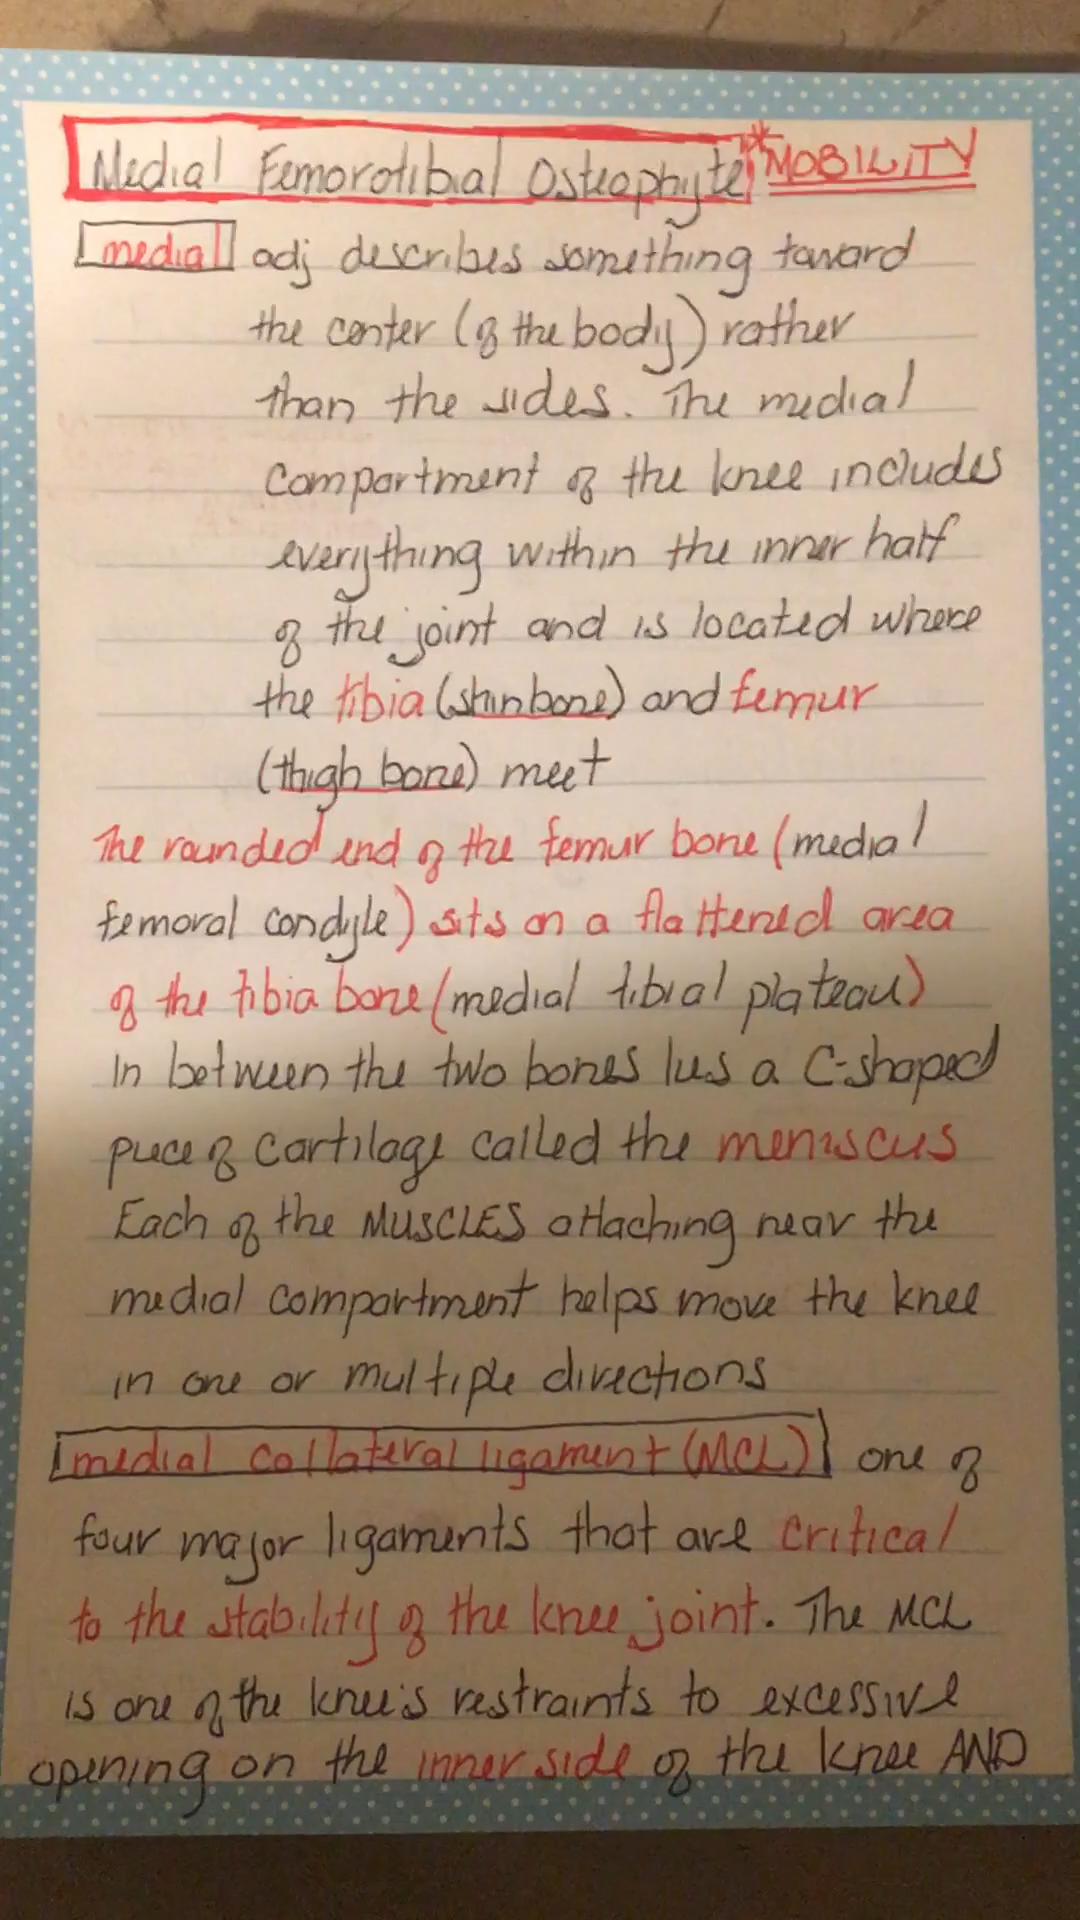 Medial Femorotibial Osteophyte *MOBILITY
medial adj describes something toward
the center (of the body) rather
than the sides. The medial
compartment of the knee includes
everything within the inner half
of the joint and is located where
the tibia (shinbone) and femur
(thigh bone) meet
The rounded end of the femur bone (medial
femoral condyle) sits on a flattened area
of the tibia bone (medial tibial plateau)
In between the two bones lies a C-shaped
piece of cartilage called the meniscus
Each of the MUSCLES attaching near the
medial compartment helps move the knee
in one or multiple directions
medial collateral ligament (MCL) one of
four major ligaments that are critical
to the stability of the knee joint. The MCL
is one of the knee's restraints to excessive
opening on the inner side of the knee AND